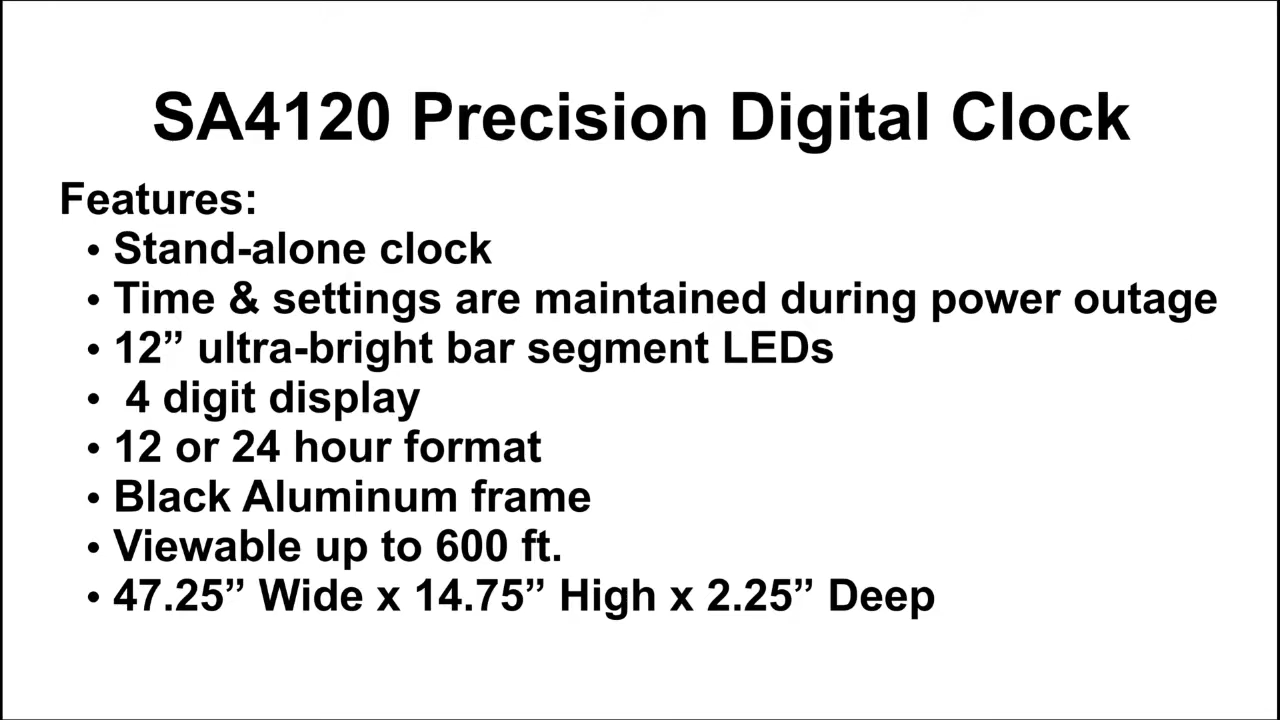 SA4120 Precision Digital Clock
Features:
• Stand-alone clock
• Time & settings are maintained during power outage
• 12” ultra-bright bar segment LEDs
• 4 digit display
• 12 or 24 hour format
• Black Aluminum frame
• Viewable up to 600 ft.
• 47.25” Wide x 14.75” High x 2.25” Deep